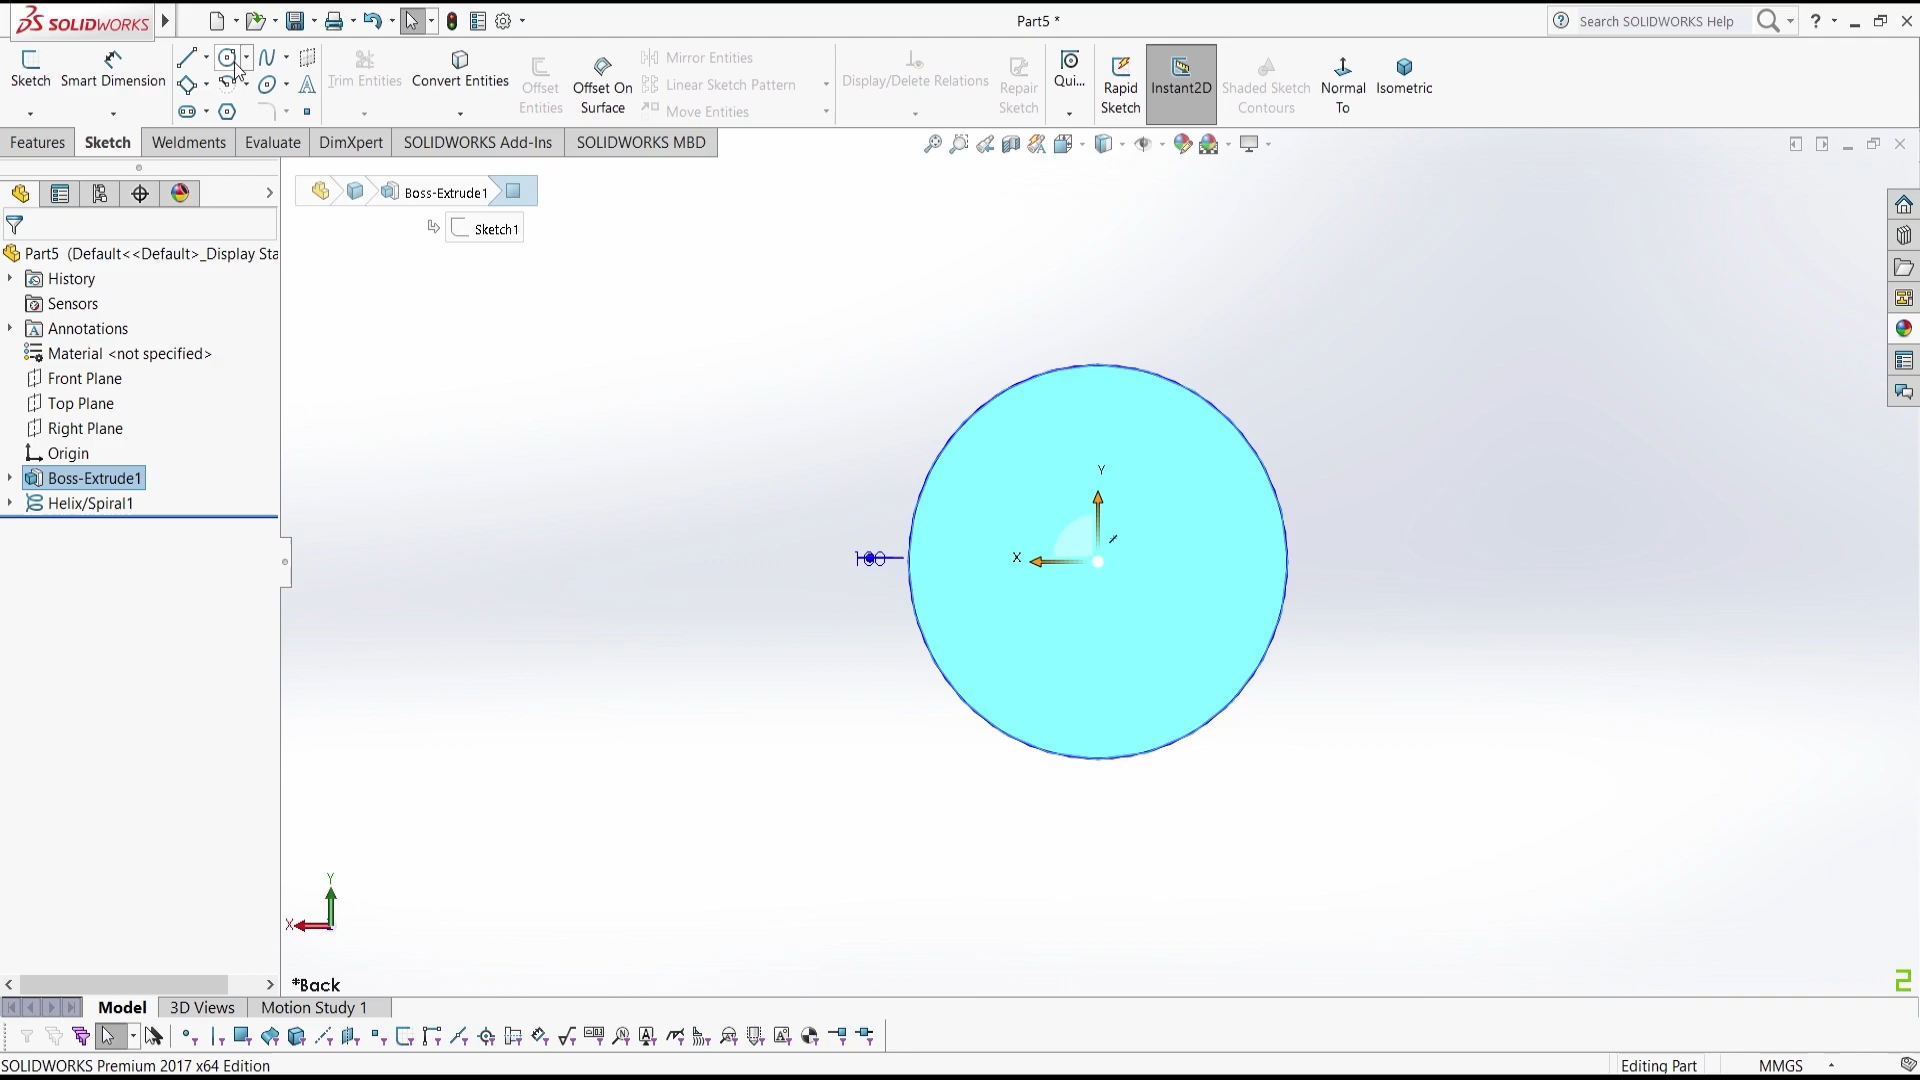 SOLIDWORKS
Part5 *
Search SOLIDWORKS Help
?
Sketch
Smart Dimension
Trim Entities
Convert Entities
Offset
Entities
Offset On
Surface
Mirror Entities
Linear Sketch Pattern
Move Entities
Display/Delete Relations
Repair
Sketch
Qui...
Rapid
Sketch
Instant2D
Shaded Sketch
Contours
Normal
To
Isometric
Features
Sketch
Weldments
Evaluate
DimXpert
SOLIDWORKS Add-Ins
SOLIDWORKS MBD
Boss-Extrude1
Sketch1
Part5 (Default<<Default>_Display Sta
History
Sensors
Annotations
Material <not specified>
Front Plane
Top Plane
Right Plane
Origin
Boss-Extrude1
Helix/Spiral1
Y
X
Y
X
*Back
2
Model
3D Views
Motion Study 1
SOLIDWORKS Premium 2017 x64 Edition
Editing Part
MMGS